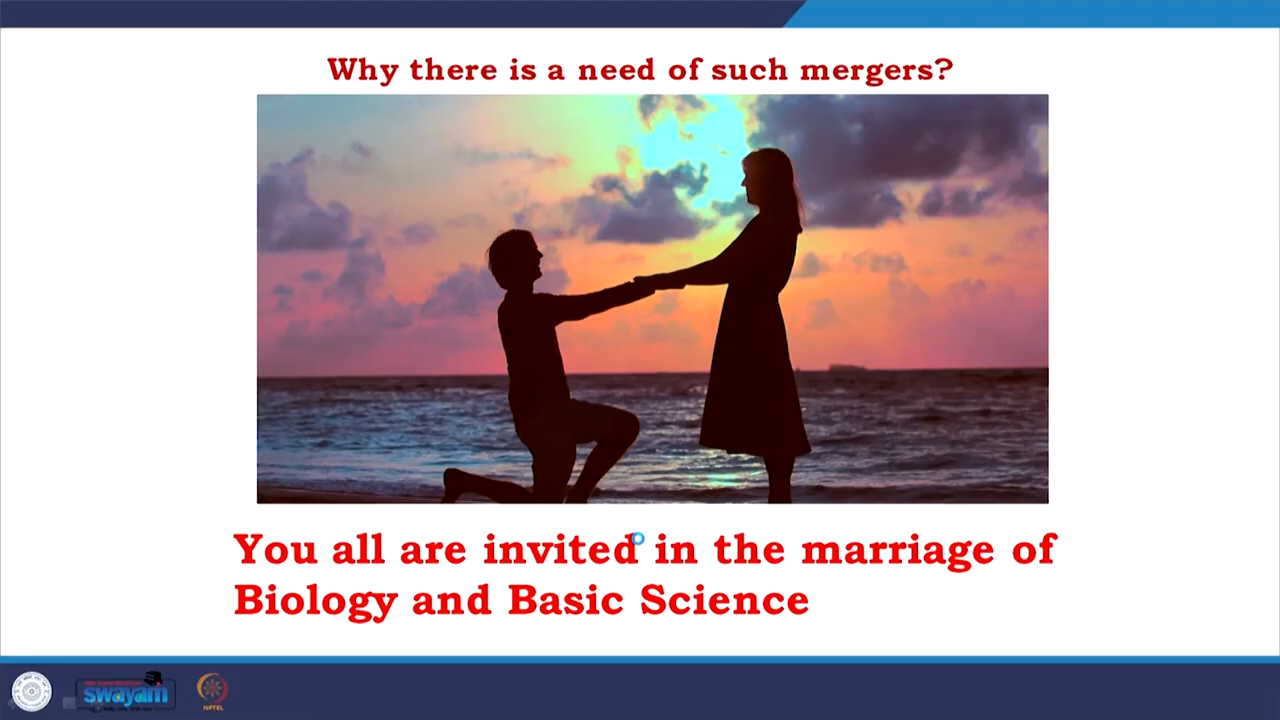 Why there is a need of such mergers?
You all are invited in the marriage of
Biology and Basic Science
swayam
NPTEL